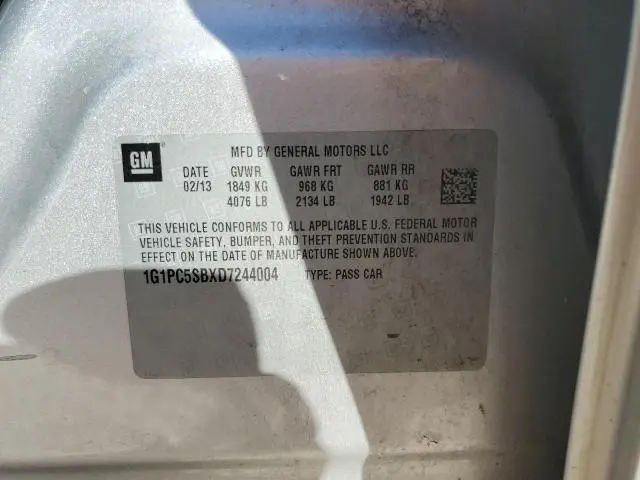 GM
MFD BY GENERAL MOTORS LLC
DATE GVWR GAWR FRT GAWR RR
02/13 1849 KG 968 KG 881 KG
4076 LB 2134 LB 1942 LB
THIS VEHICLE CONFORMS TO ALL APPLICABLE U.S. FEDERAL MOTOR
VEHICLE SAFETY, BUMPER, AND THEFT PREVENTION STANDARDS IN
EFFECT ON THE DATE OF MANUFACTURE SHOWN ABOVE.
1G1PC5SBXD7244004 TYPE: PASS CAR